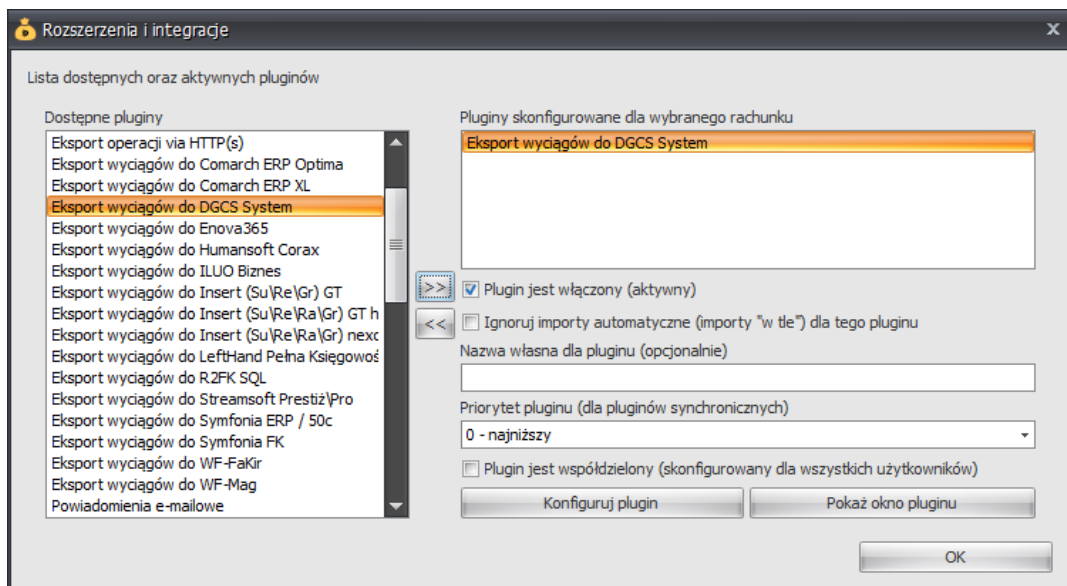 Rozszerzenia i integracje
x
Lista dostępnych oraz aktywnych pluginów
Dostępne pluginy
Eksport operacji via HTTP(s)
Eksport wyciągów do Comarch ERP Optima
Eksport wyciągów do Comarch ERP XL
Eksport wyciągów do DGCS System
Eksport wyciągów do Enova365
Eksport wyciągów do Humansoft Corax
Eksport wyciągów do ILUO Biznes
Eksport wyciągów do Insert (Su\Re\Gr) GT
Eksport wyciągów do Insert (Su\Re\Ra\Gr) GT h
Eksport wyciągów do Insert (Su\Re\Ra\Gr) nexo
Eksport wyciągów do LeftHand Pełna Księgowoś
Eksport wyciągów do R2FK SQL
Eksport wyciągów do Streamsoft Prestiż\Pro
Eksport wyciągów do Symfonia ERP / 50c
Eksport wyciągów do Symfonia FK
Eksport wyciągów do WF-FaKir
Eksport wyciągów do WF-Mag
Powiadomienia e-mailowe
>>
<<
Pluginy skonfigurowane dla wybranego rachunku
Eksport wyciągów do DGCS System
Plugin jest włączony (aktywny)
Ignoruj importy automatyczne (importy "w tle") dla tego pluginu
Nazwa własna dla pluginu (opcjonalnie)
Priorytet pluginu (dla pluginów synchronicznych)
0 - najniższy
Plugin jest współdzielony (skonfigurowany dla wszystkich użytkowników)
Konfiguruj plugin
Pokaż okno pluginu
OK